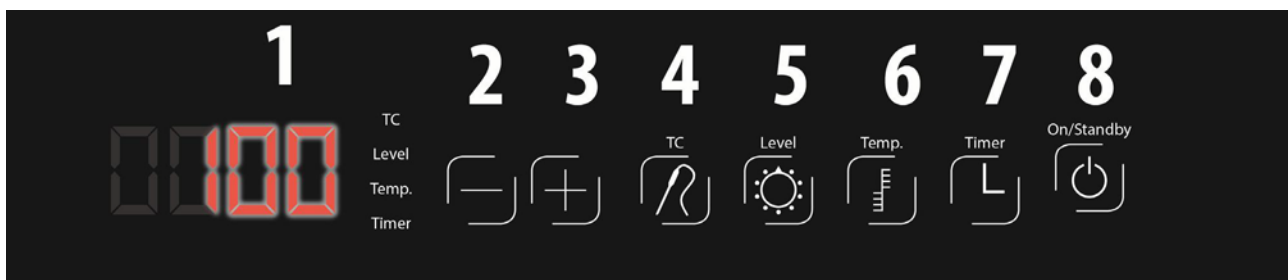 1 2 3 4 5 6 7 8
100
TC
Level
Temp.
Timer
TC Level Temp. Timer On/Standby